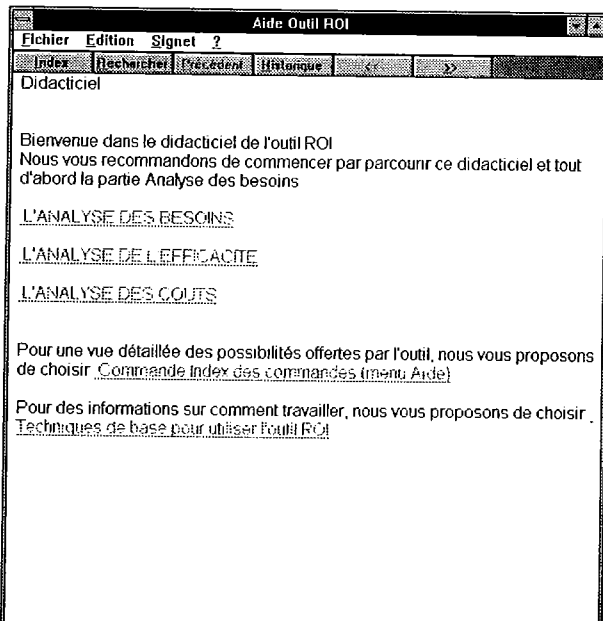 Aide Outil ROI
Fichier Edition Signet ?
Index Rechercher Précédent Historique << >>
Didacticiel
Bienvenue dans le didacticiel de l'outil ROI
Nous vous recommandons de commencer par parcourir ce didacticiel et tout
d'abord la partie Analyse des besoins
L'ANALYSE DES BESOINS
L'ANALYSE DE L'EFFICACITE
L'ANALYSE DES COUTS
Pour une vue détaillée des possibilités offertes par l'outil, nous vous proposons
de choisir Commande Index des commandes (menu Aide)
Pour des informations sur comment travailler, nous vous proposons de choisir
Techniques de base pour utiliser l'outil ROI